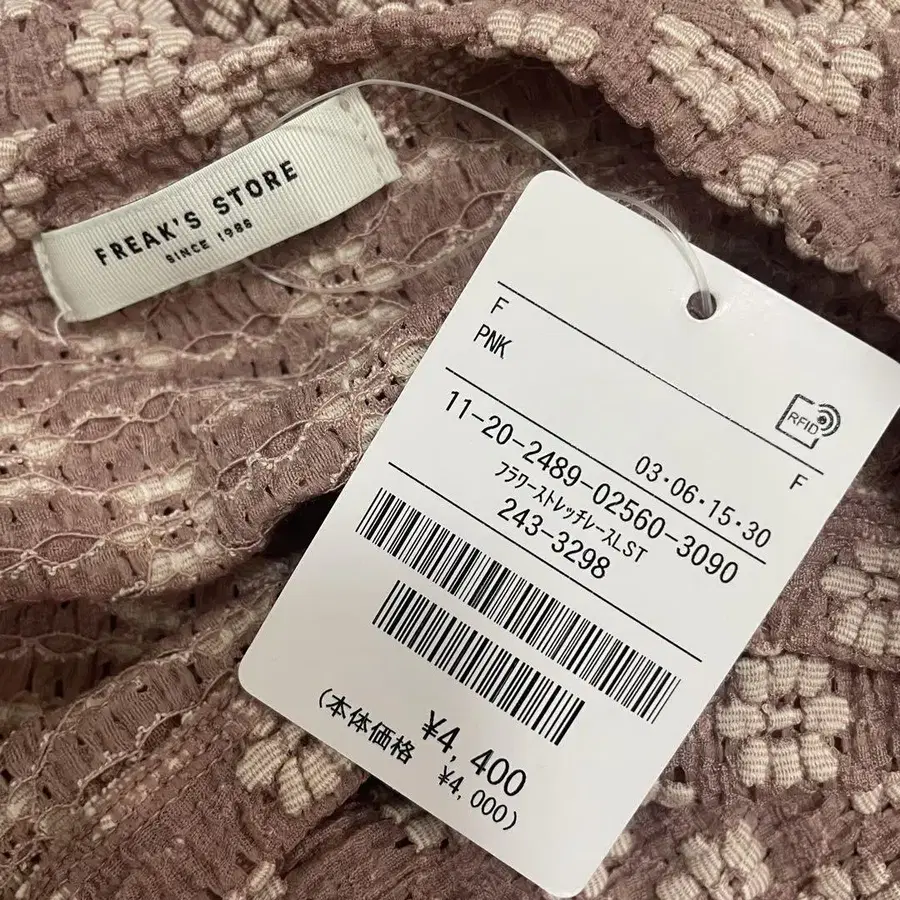 FREAK'S STORE
SINCE 1986
F
PNK
RFID
03・06・15・30
F
11-20-2489-02560-3090
フラワーストレッチレースLST
243-3298
¥4,400
(本体価格 ¥4,000)